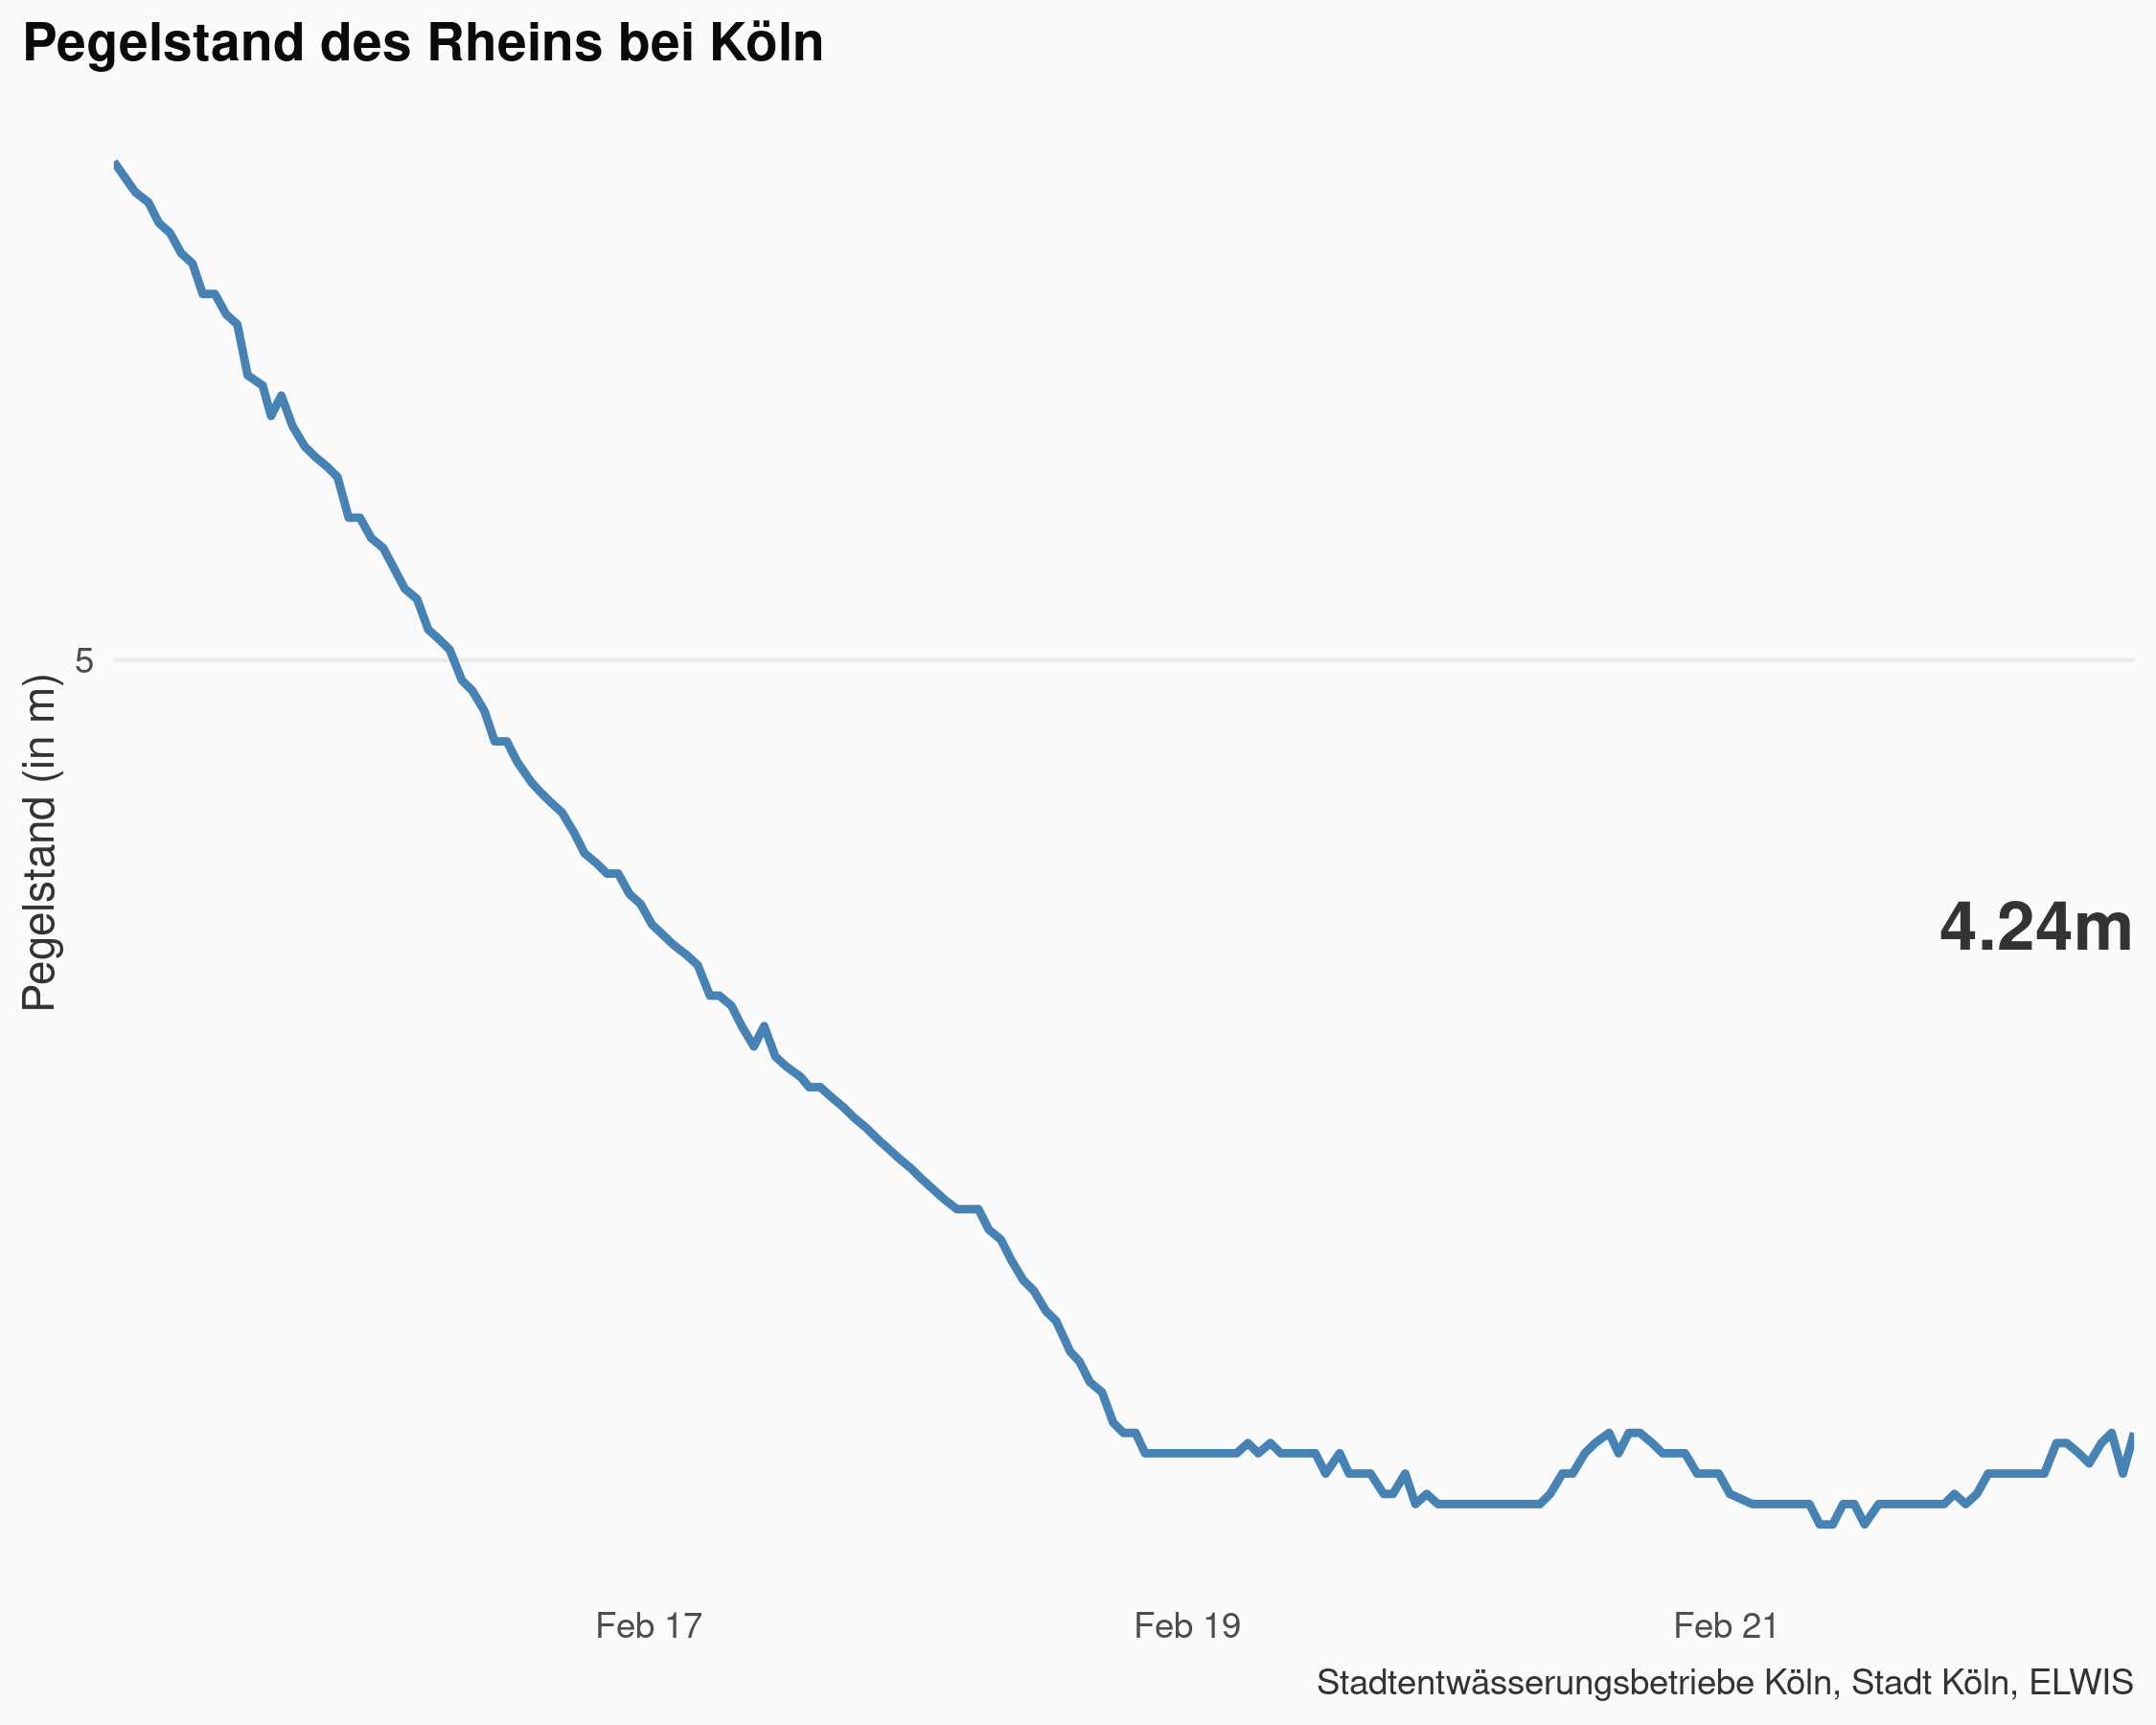 Pegelstand des Rheins bei Köln
Pegelstand (in m)
5
4.24m
Feb 17
Feb 19
Feb 21
Stadtentwässerungsbetriebe Köln, Stadt Köln, ELWIS